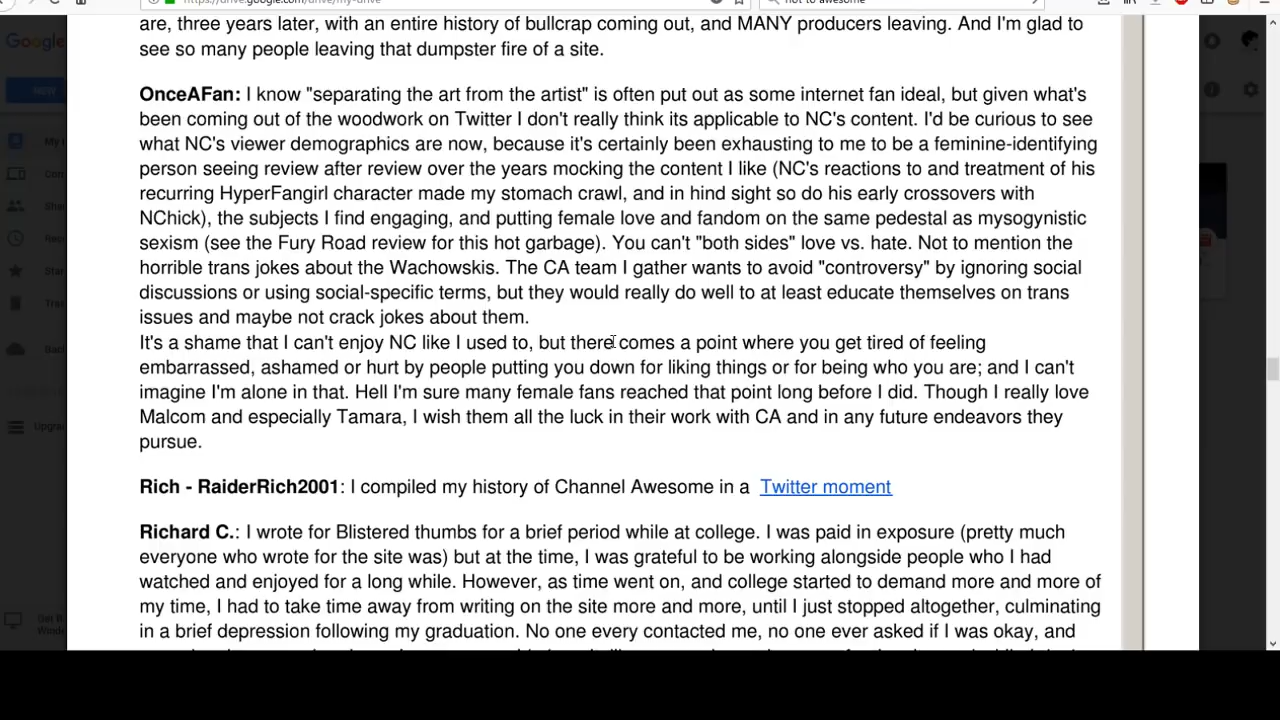 https://drive.google.com/drive/my-drive
not to awesome
Google
NEW
are, three years later, with an entire history of bullcrap coming out, and MANY producers leaving. And I'm glad to
see so many people leaving that dumpster fire of a site.
OnceAFan: I know "separating the art from the artist" is often put out as some internet fan ideal, but given what's
been coming out of the woodwork on Twitter I don't really think its applicable to NC's content. I'd be curious to see
what NC's viewer demographics are now, because it's certainly been exhausting to me to be a feminine-identifying
person seeing review after review over the years mocking the content I like (NC's reactions to and treatment of his
recurring HyperFangirl character made my stomach crawl, and in hind sight so do his early crossovers with
NChick), the subjects I find engaging, and putting female love and fandom on the same pedestal as mysogynistic
sexism (see the Fury Road review for this hot garbage). You can't "both sides" love vs. hate. Not to mention the
horrible trans jokes about the Wachowskis. The CA team I gather wants to avoid "controversy" by ignoring social
discussions or using social-specific terms, but they would really do well to at least educate themselves on trans
issues and maybe not crack jokes about them.
It's a shame that I can't enjoy NC like I used to, but there comes a point where you get tired of feeling
embarrassed, ashamed or hurt by people putting you down for liking things or for being who you are; and I can't
imagine I'm alone in that. Hell I'm sure many female fans reached that point long before I did. Though I really love
Malcom and especially Tamara, I wish them all the luck in their work with CA and in any future endeavors they
pursue.
Rich - RaiderRich2001: I compiled my history of Channel Awesome in a Twitter moment
Richard C.: I wrote for Blistered thumbs for a brief period while at college. I was paid in exposure (pretty much
everyone who wrote for the site was) but at the time, I was grateful to be working alongside people who I had
watched and enjoyed for a long while. However, as time went on, and college started to demand more and more of
my time, I had to take time away from writing on the site more and more, until I just stopped altogether, culminating
in a brief depression following my graduation. No one every contacted me, no one ever asked if I was okay, and